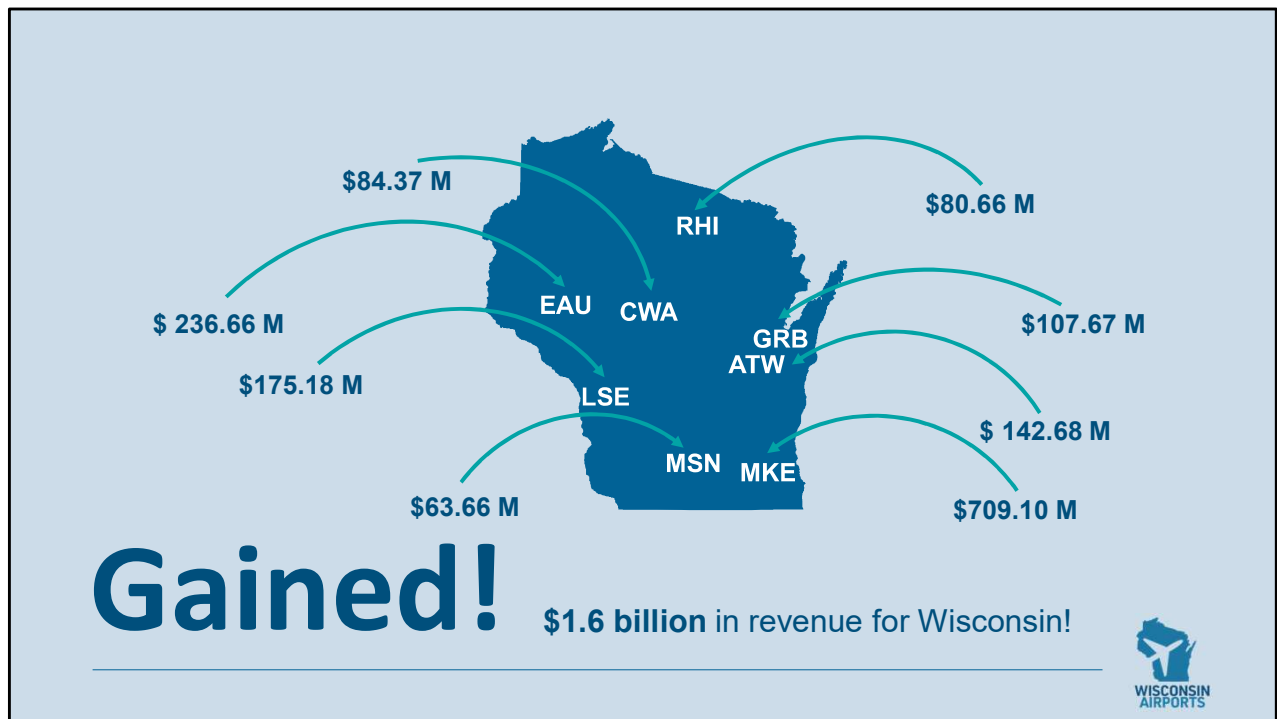 $84.37 M
$80.66 M
RHI
EAU
CWA
$ 236.66 M
$107.67 M
GRB
ATW
$175.18 M
LSE
$ 142.68 M
MSN
MKE
$63.66 M
$709.10 M
Gained!
$1.6 billion in revenue for Wisconsin!
WISCONSIN
AIRPORTS